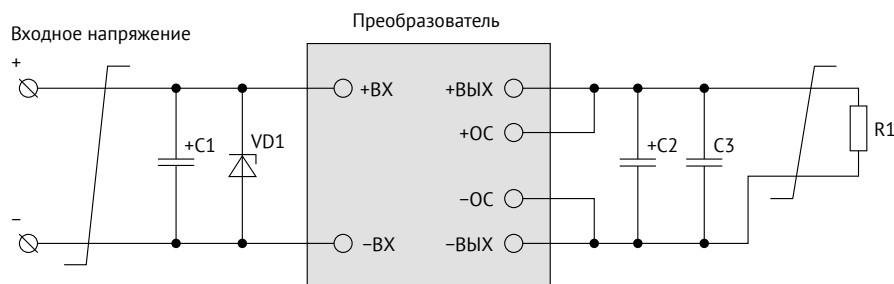 Преобразователь
Входное напряжение
+
+ВХ
+ВЫХ
+ОС
R1
+C1
VD1
+C2
C3
−ОС
−
−ВХ
−ВЫХ